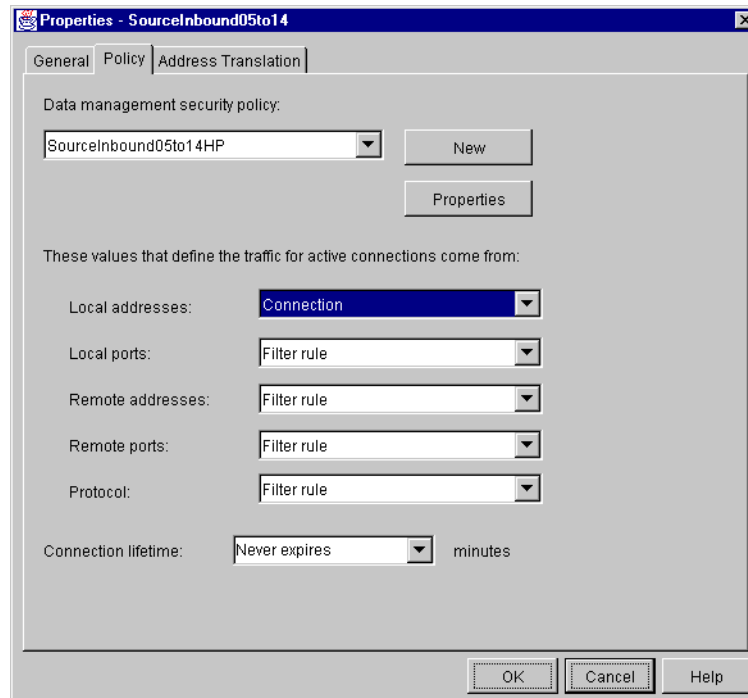 Properties - SourceInbound05to14
General Policy Address Translation
Data management security policy:
SourceInbound05to14HP New
Properties
These values that define the traffic for active connections come from:
Local addresses: Connection
Local ports: Filter rule
Remote addresses: Filter rule
Remote ports: Filter rule
Protocol: Filter rule
Connection lifetime: Never expires minutes
OK Cancel Help